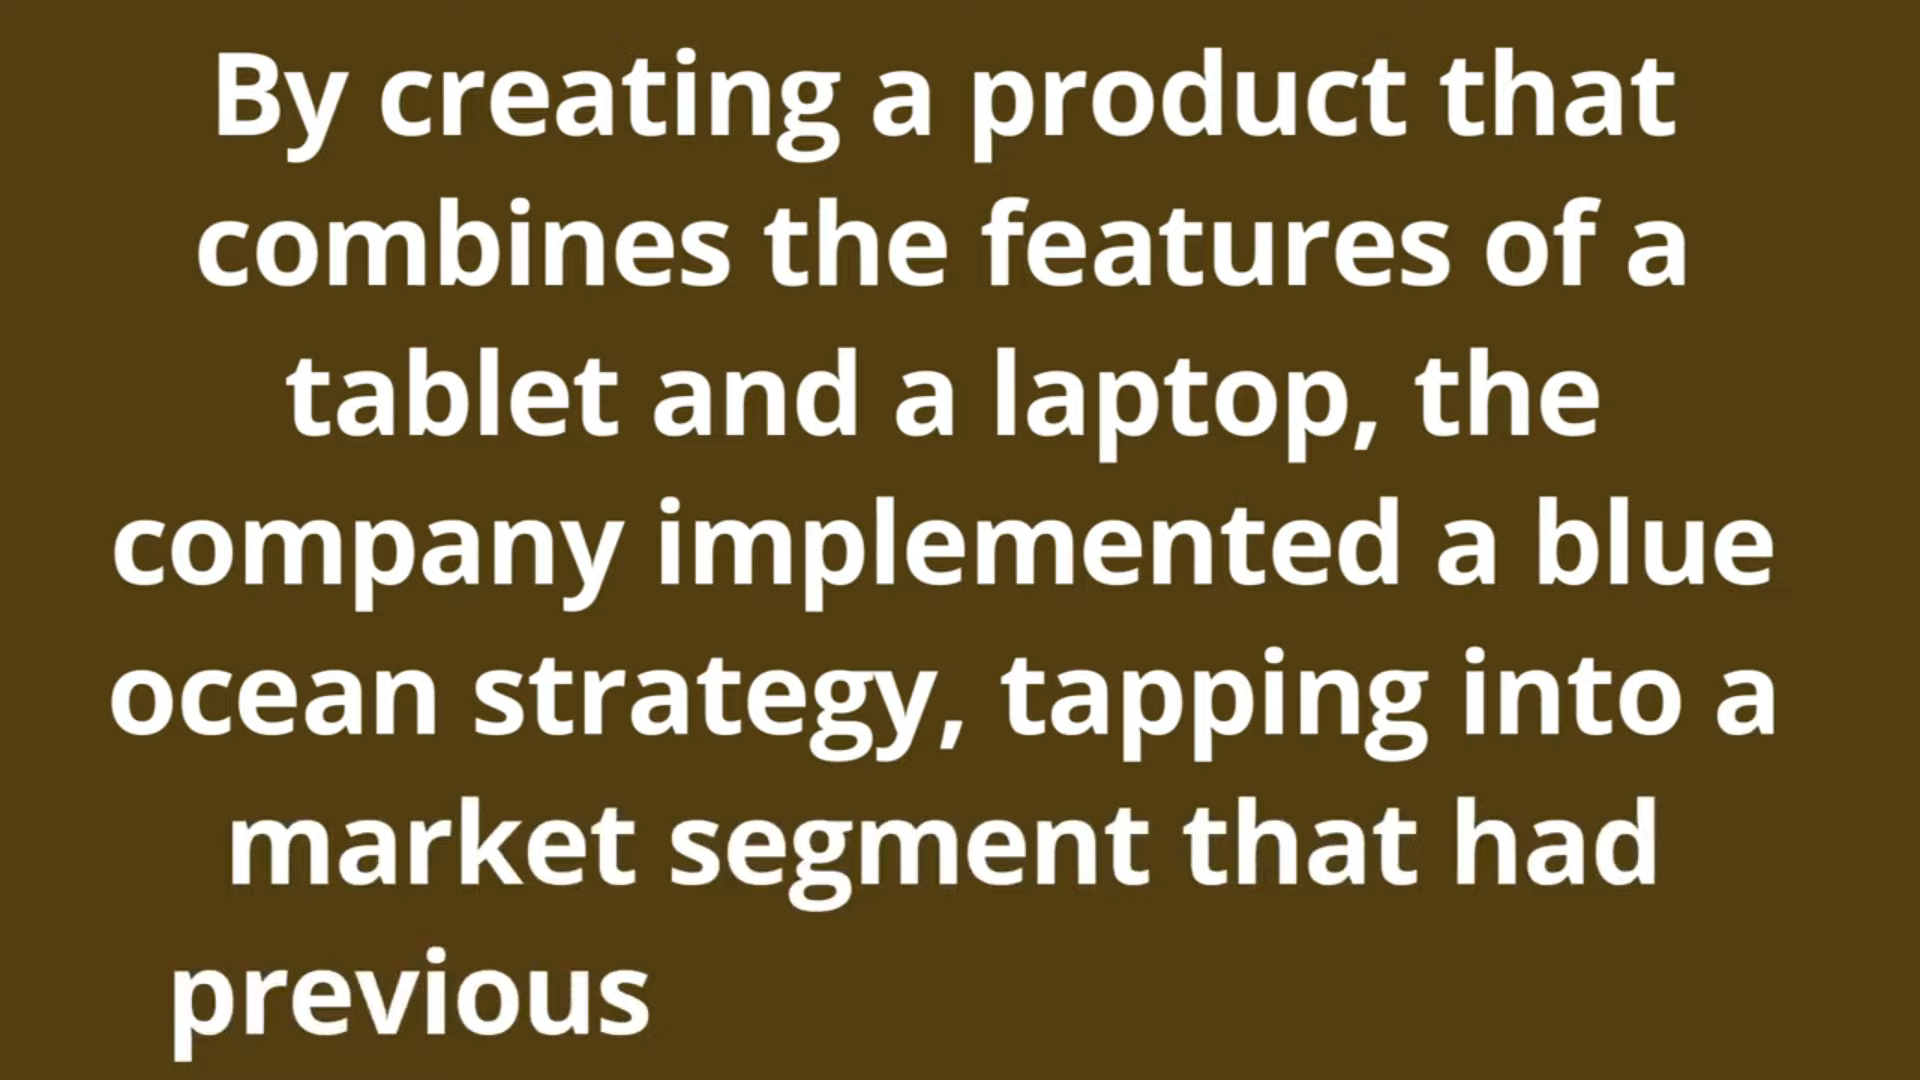 By creating a product that
combines the features of a
tablet and a laptop, the
company implemented a blue
ocean strategy, tapping into a
market segment that had
previous